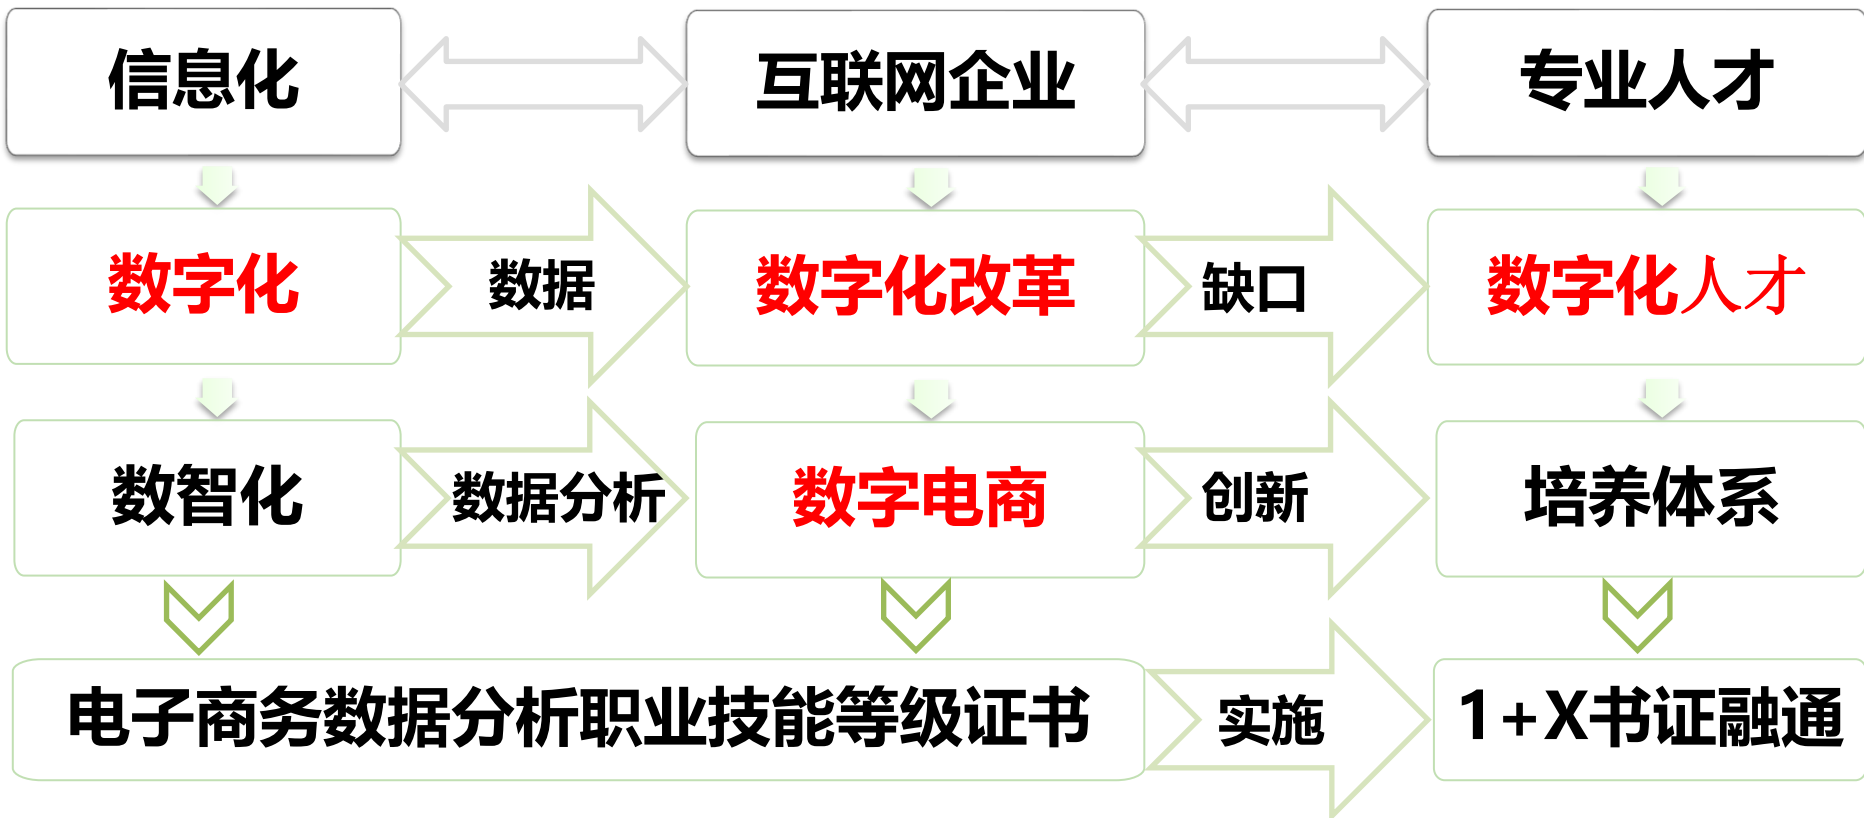 信息化 互联网企业 专业人才
数字化 数据 数字化改革 缺口 数字化人才
数智化 数据分析 数字电商 创新 培养体系
电子商务数据分析职业技能等级证书 实施 1+X书证融通